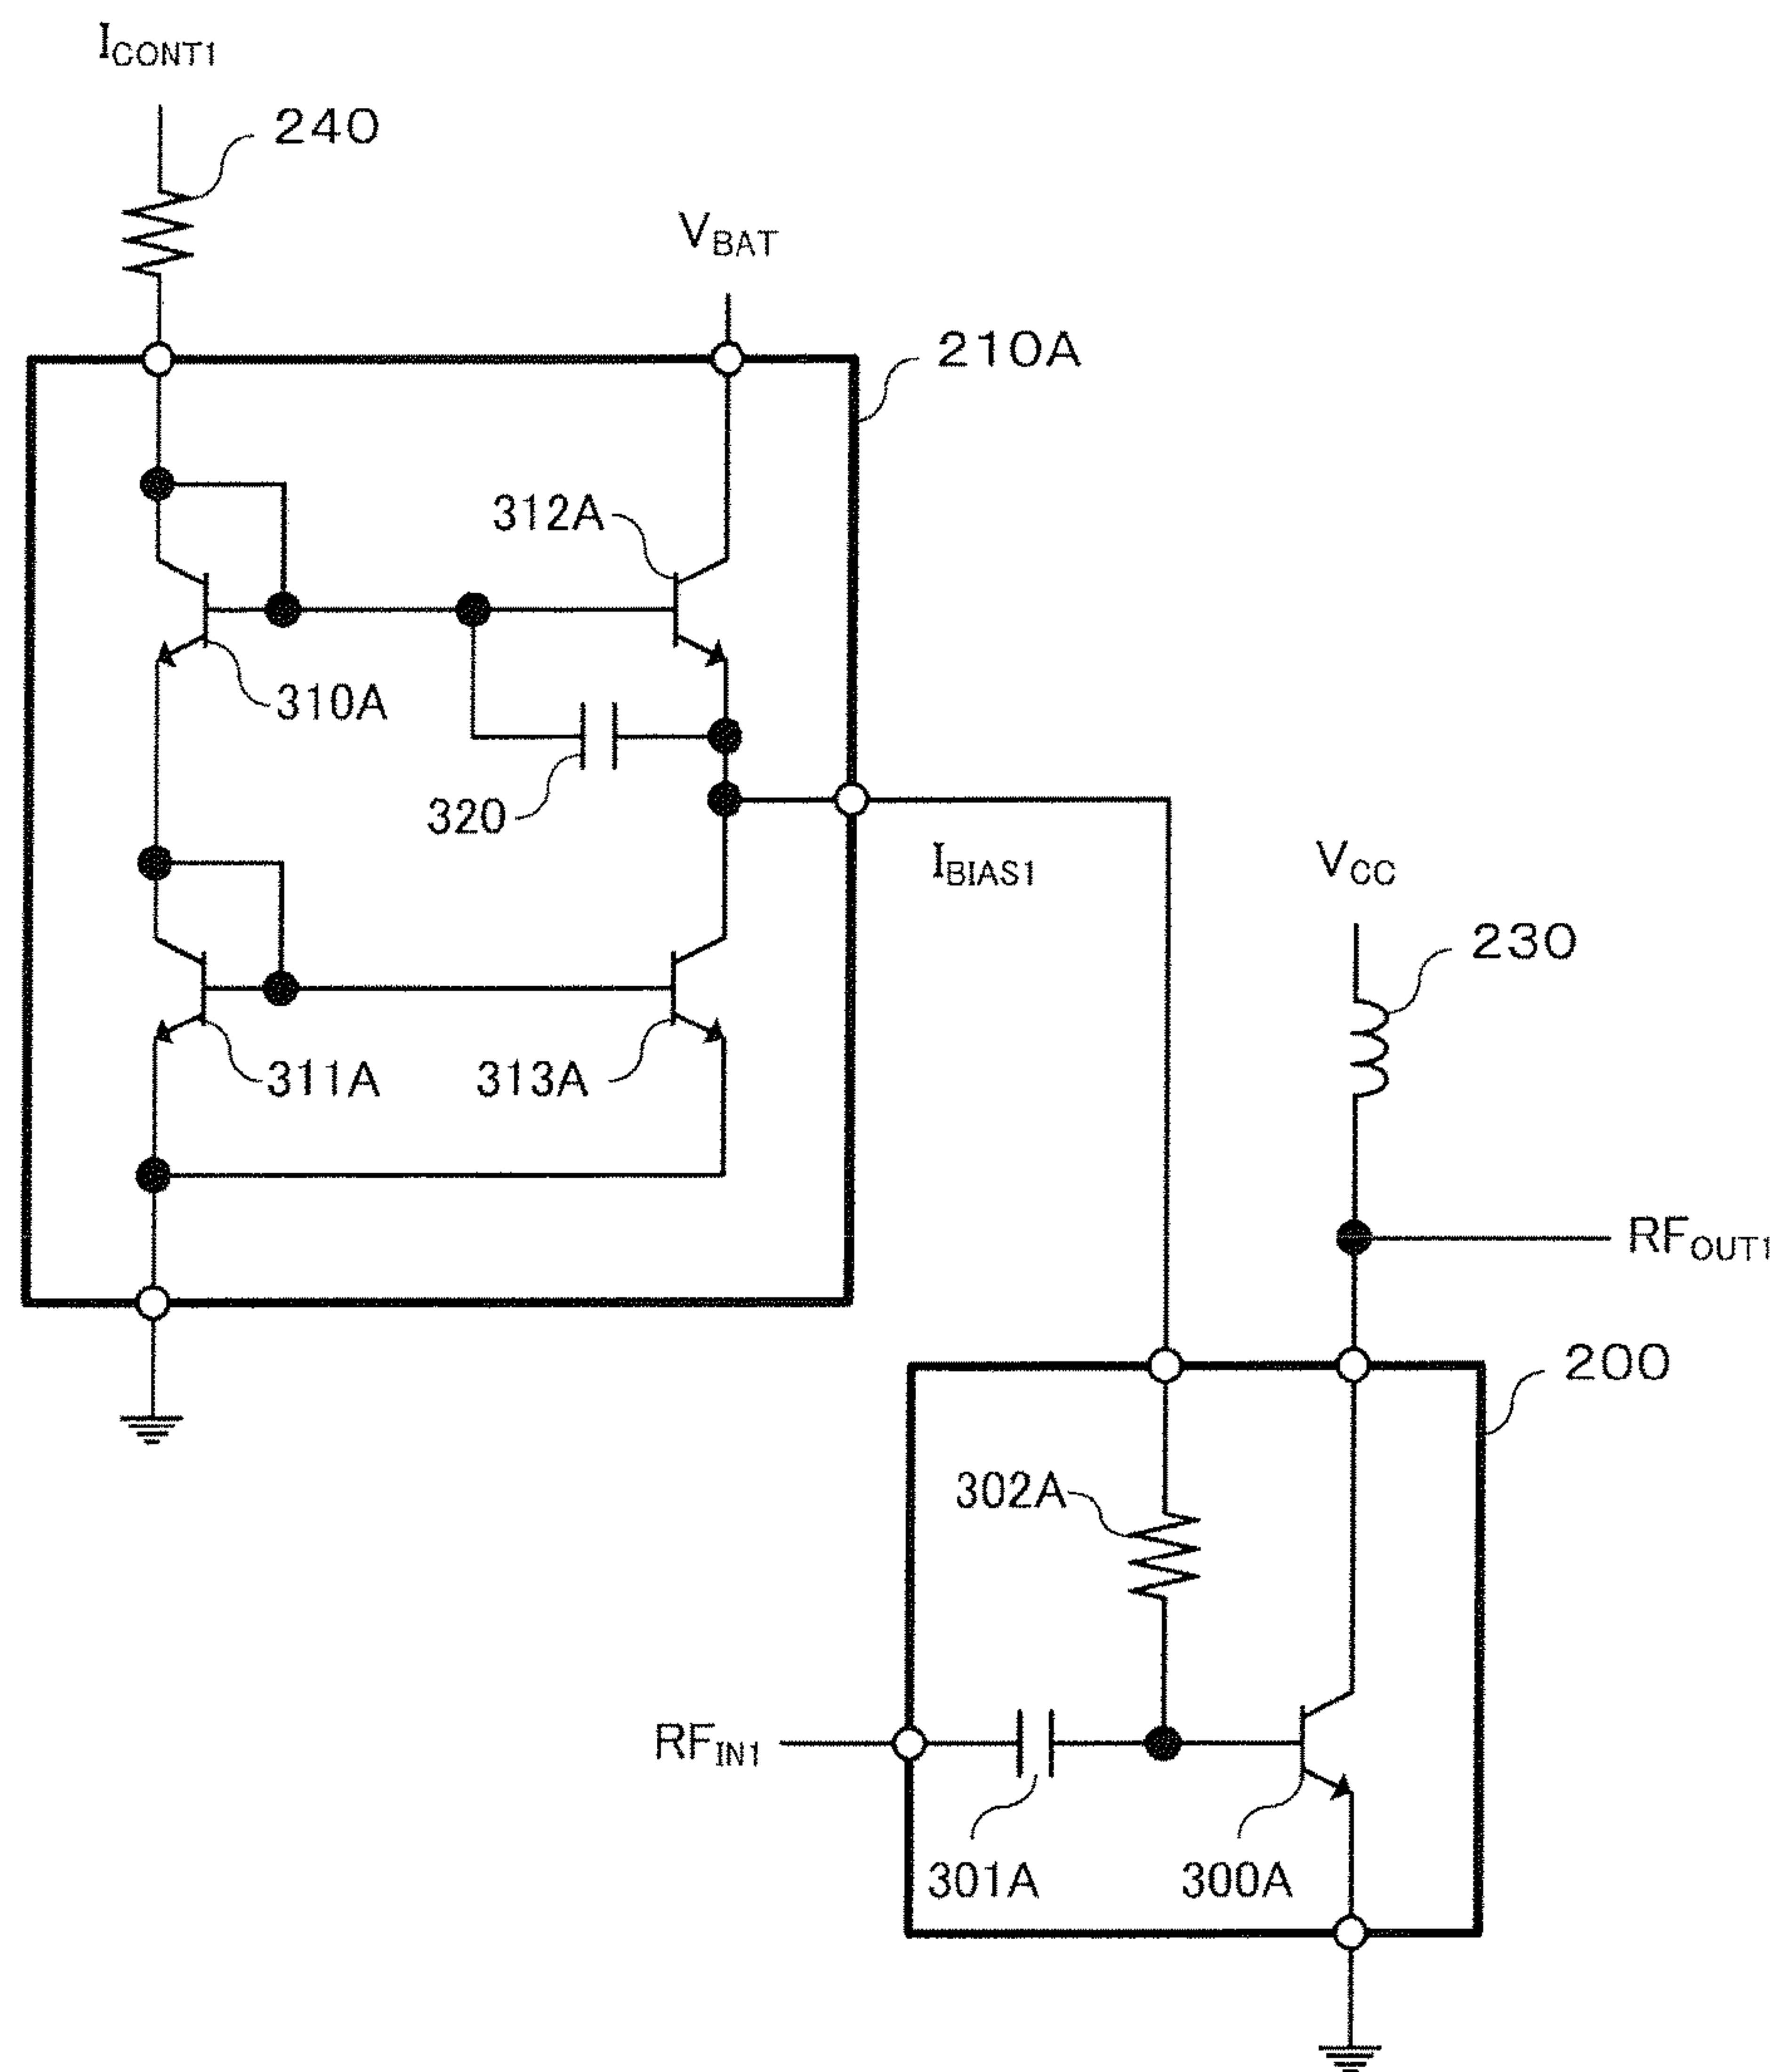 ICONT1
240
VBAT
210A
312A
310A
320
IBIAS1
VCC
230
311A
313A
RFOUT1
200
302A
RFIN1
301A
300A